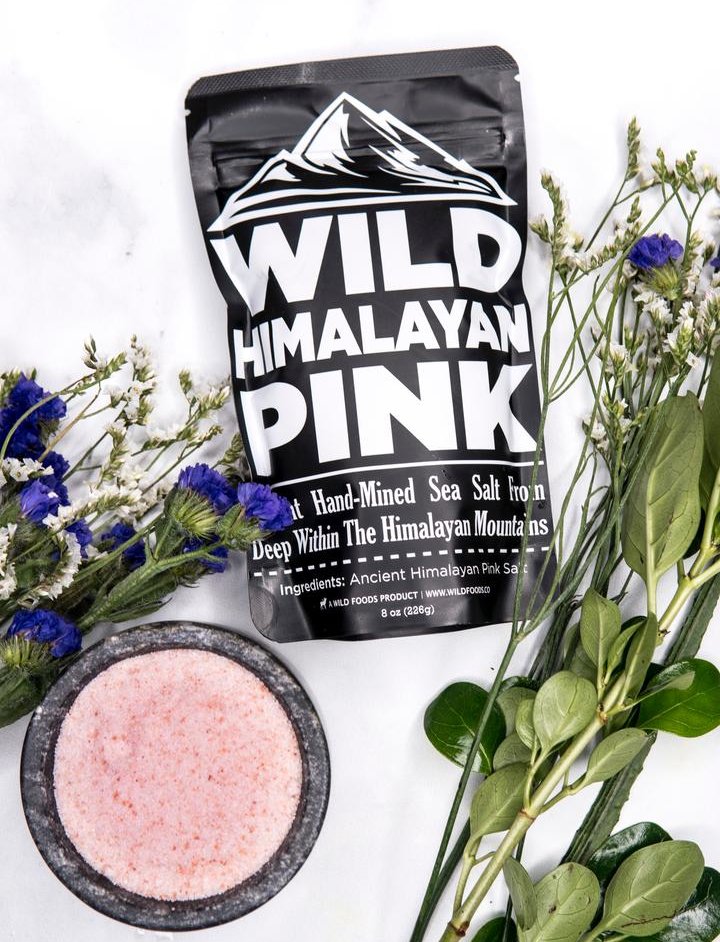 WILD
HIMALAYAN
PINK
Hand-Mined Sea Salt From
Deep Within The Himalayan Mountains
Ingredients: Ancient Himalayan Pink Salt
A WILD FOODS PRODUCT | WWW.WILDFOODS.CO
8 oz (226g)